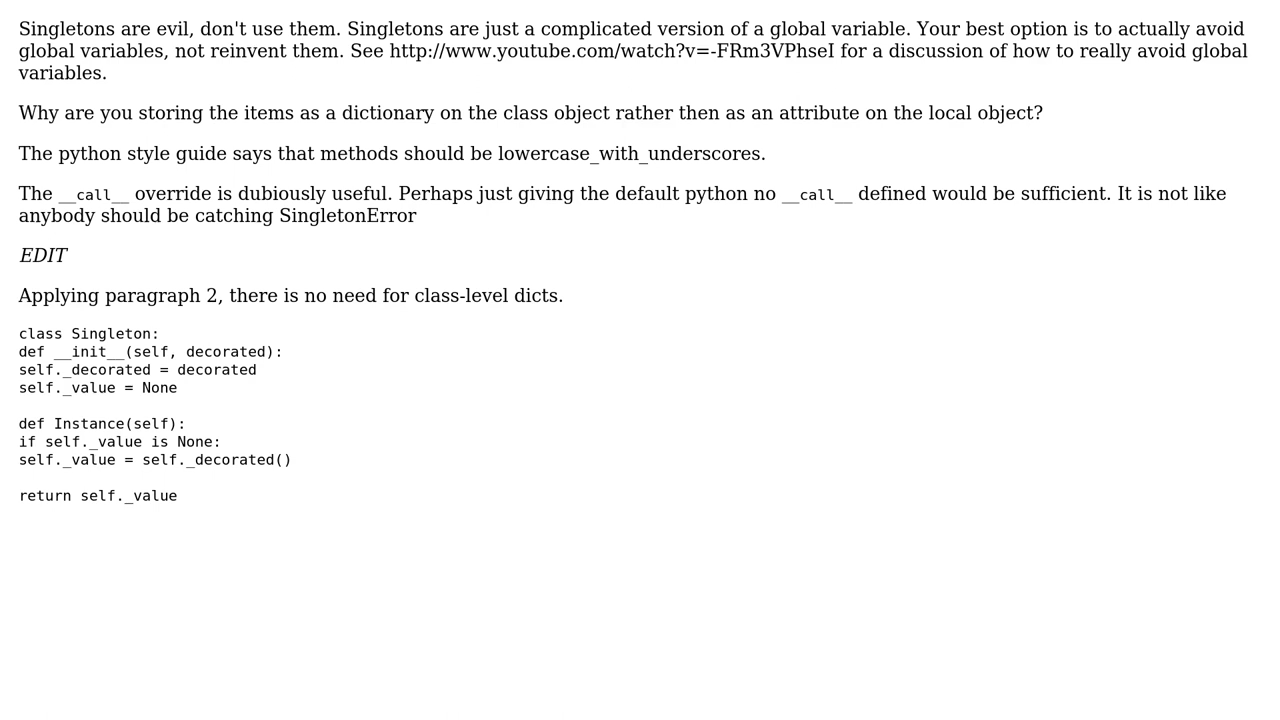 Singletons are evil, don't use them. Singletons are just a complicated version of a global variable. Your best option is to actually avoid
global variables, not reinvent them. See http://www.youtube.com/watch?v=-FRm3VPhseI for a discussion of how to really avoid global
variables.
Why are you storing the items as a dictionary on the class object rather then as an attribute on the local object?
The python style guide says that methods should be lowercase_with_underscores.
The __call__ override is dubiously useful. Perhaps just giving the default python no __call__ defined would be sufficient. It is not like
anybody should be catching SingletonError
EDIT
Applying paragraph 2, there is no need for class-level dicts.
class Singleton:
def __init__(self, decorated):
self._decorated = decorated
self._value = None
def Instance(self):
if self._value is None:
self._value = self._decorated()
return self._value